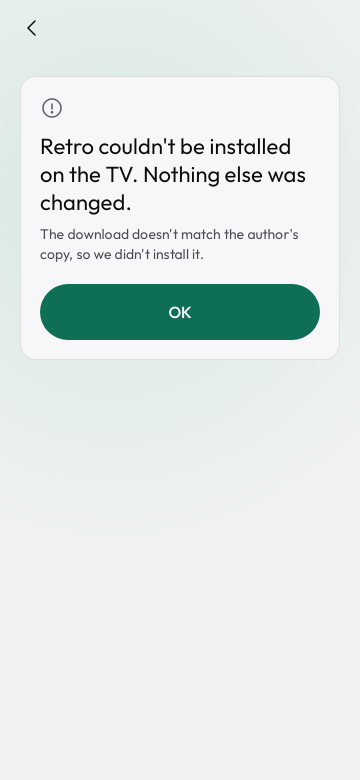 Retro couldn't be installed
on the TV. Nothing else was
changed.
The download doesn't match the author's
copy, so we didn't install it.
OK